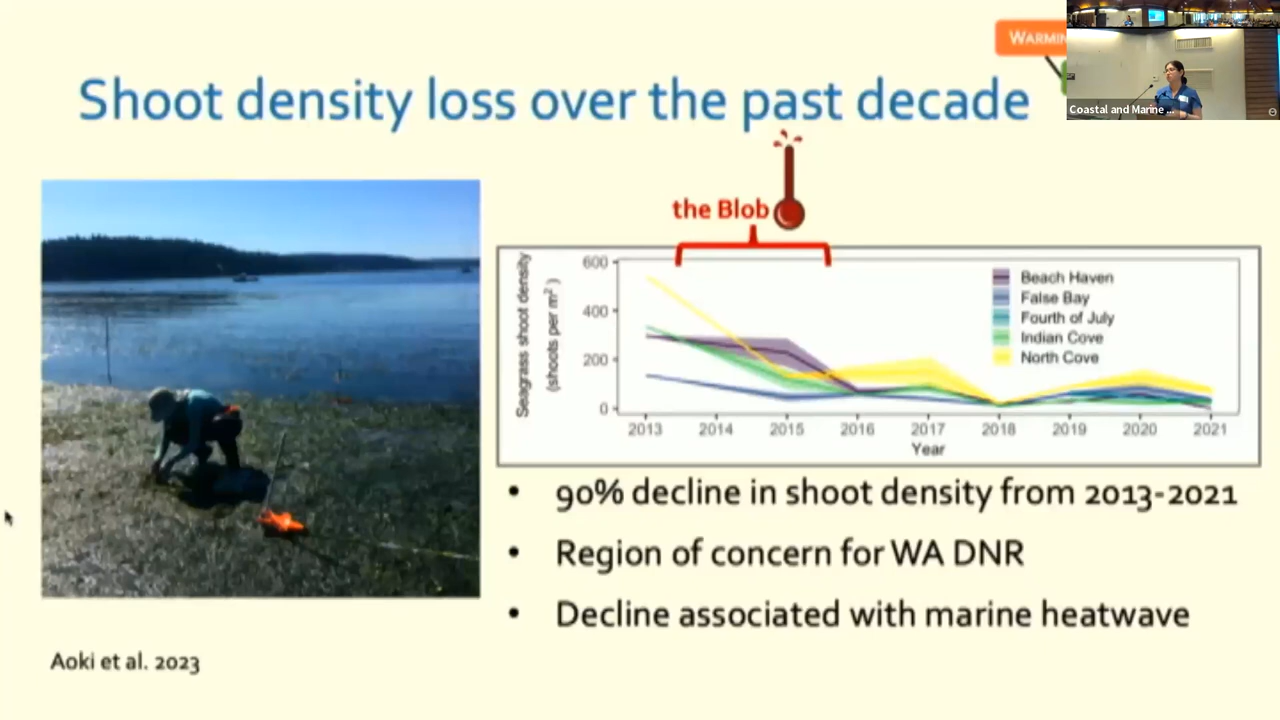 WARMIN
Shoot density loss over the past decade
Coastal and Marine ...
the Blob
Seagrass shoot density
(shoots per m²)
600
400
200
0
Beach Haven
False Bay
Fourth of July
Indian Cove
North Cove
2013 2014 2015 2016 2017 2018 2019 2020 2021
Year
• 90% decline in shoot density from 2013-2021
• Region of concern for WA DNR
• Decline associated with marine heatwave
Aoki et al. 2023